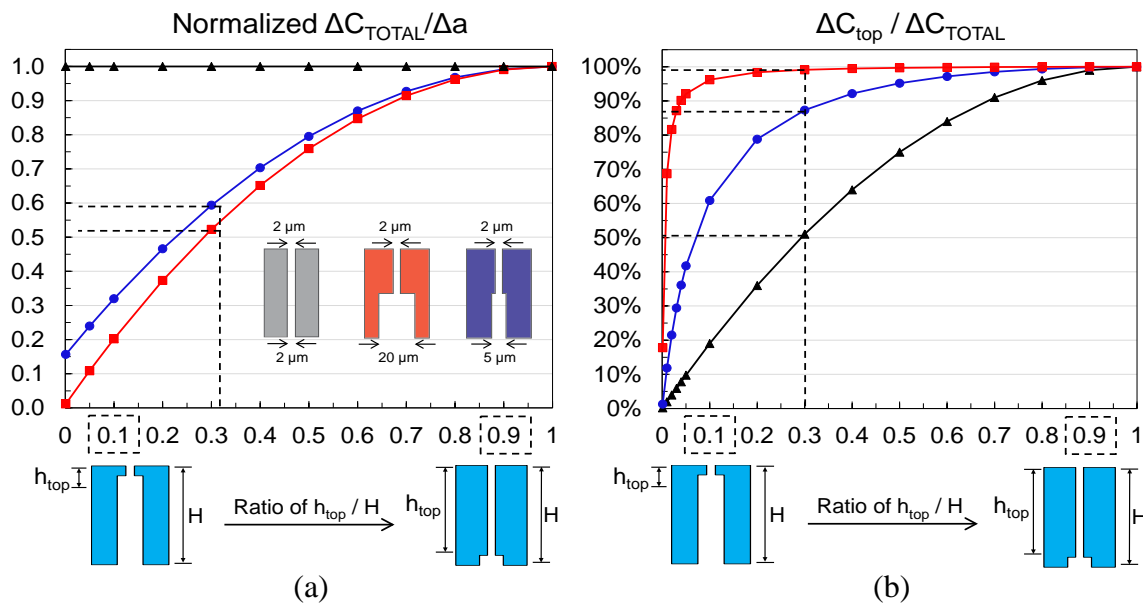 Normalized ΔC_TOTAL/Δa
1.0
0.9
0.8
0.7
0.6
0.5
0.4
0.3
0.2
0.1
0.0
2 µm
2 µm
2 µm
2 µm
20 µm
5 µm
0 0.1 0.2 0.3 0.4 0.5 0.6 0.7 0.8 0.9 1
h_top
H
Ratio of h_top / H
h_top
H
(a)
ΔC_top / ΔC_TOTAL
100%
90%
80%
70%
60%
50%
40%
30%
20%
10%
0%
0 0.1 0.2 0.3 0.4 0.5 0.6 0.7 0.8 0.9 1
h_top
H
Ratio of h_top / H
h_top
H
(b)